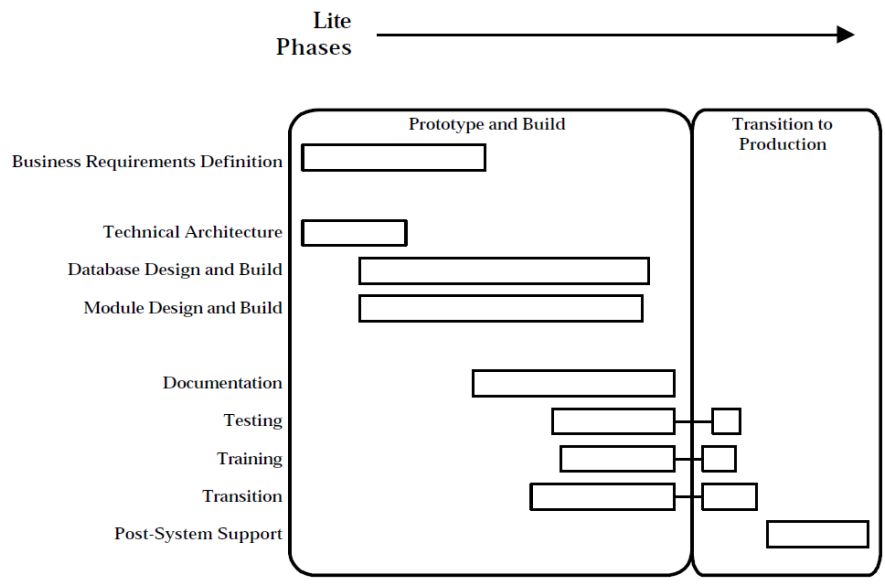 Lite
Phases
Prototype and Build
Transition to
Production
Business Requirements Definition
Technical Architecture
Database Design and Build
Module Design and Build
Documentation
Testing
Training
Transition
Post-System Support